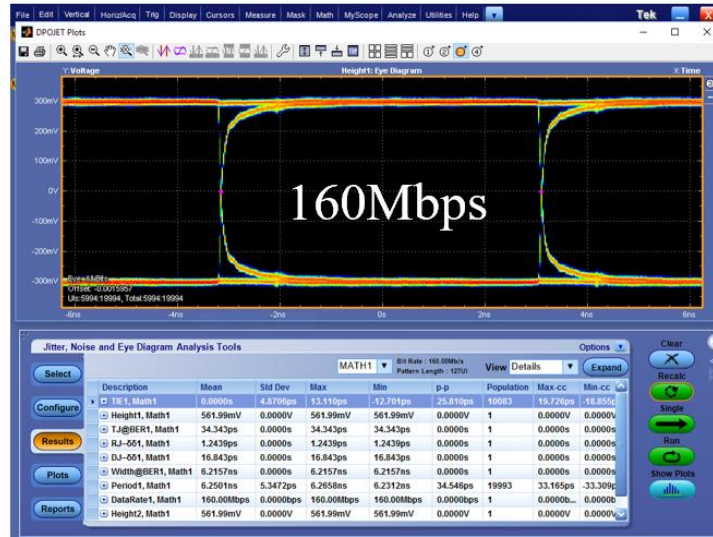 File Edit Vertical Horiz/Acq Trig Display Cursors Measure Mask Math MyScope Analyze Utilities Help Tek
DPOJET Plots
Y:Voltage Height1: Eye Diagram X:Time
300mV
200mV
100mV
0V
-100mV
-200mV
-300mV
160Mbps
Eye: All Bits
Offset: -0.0015957
UIs:5994:19994, Total:5994:19994
-6ns -4ns -2ns 0s 2ns 4ns 6ns
Jitter, Noise and Eye Diagram Analysis Tools Options
Clear
Select
MATH1
Bit Rate : 160.00Mb/s
Pattern Length : 127UI
View Details Expand
Recalc
Description Mean Std Dev Max Min p-p Population Max-cc Min-cc
TIE1, Math1 0.0000s 4.8706ps 13.110ps -12.701ps 25.810ps 10083 19.726ps -18.855p
Configure
Height1, Math1 561.99mV 0.0000V 561.99mV 561.99mV 0.0000V 1 0.0000V 0.0000V
Single
TJ@BER1, Math1 34.343ps 0.0000s 34.343ps 34.343ps 0.0000s 1 0.0000s 0.0000s
RJ–δδ1, Math1 1.2439ps 0.0000s 1.2439ps 1.2439ps 0.0000s 1 0.0000s 0.0000s
Results
DJ–δδ1, Math1 16.843ps 0.0000s 16.843ps 16.843ps 0.0000s 1 0.0000s 0.0000s
Run
Width@BER1, Math1 6.2157ns 0.0000s 6.2157ns 6.2157ns 0.0000s 1 0.0000s 0.0000s
Plots
Period1, Math1 6.2501ns 5.3472ps 6.2658ns 6.2312ns 34.546ps 19993 33.165ps -33.309p
Show Plots
DataRate1, Math1 160.00Mbps 0.0000bps 160.00Mbps 160.00Mbps 0.0000bps 1 0.0000b... 0.0000b
Reports
Height2, Math1 561.99mV 0.0000V 561.99mV 561.99mV 0.0000V 1 0.0000V 0.0000V